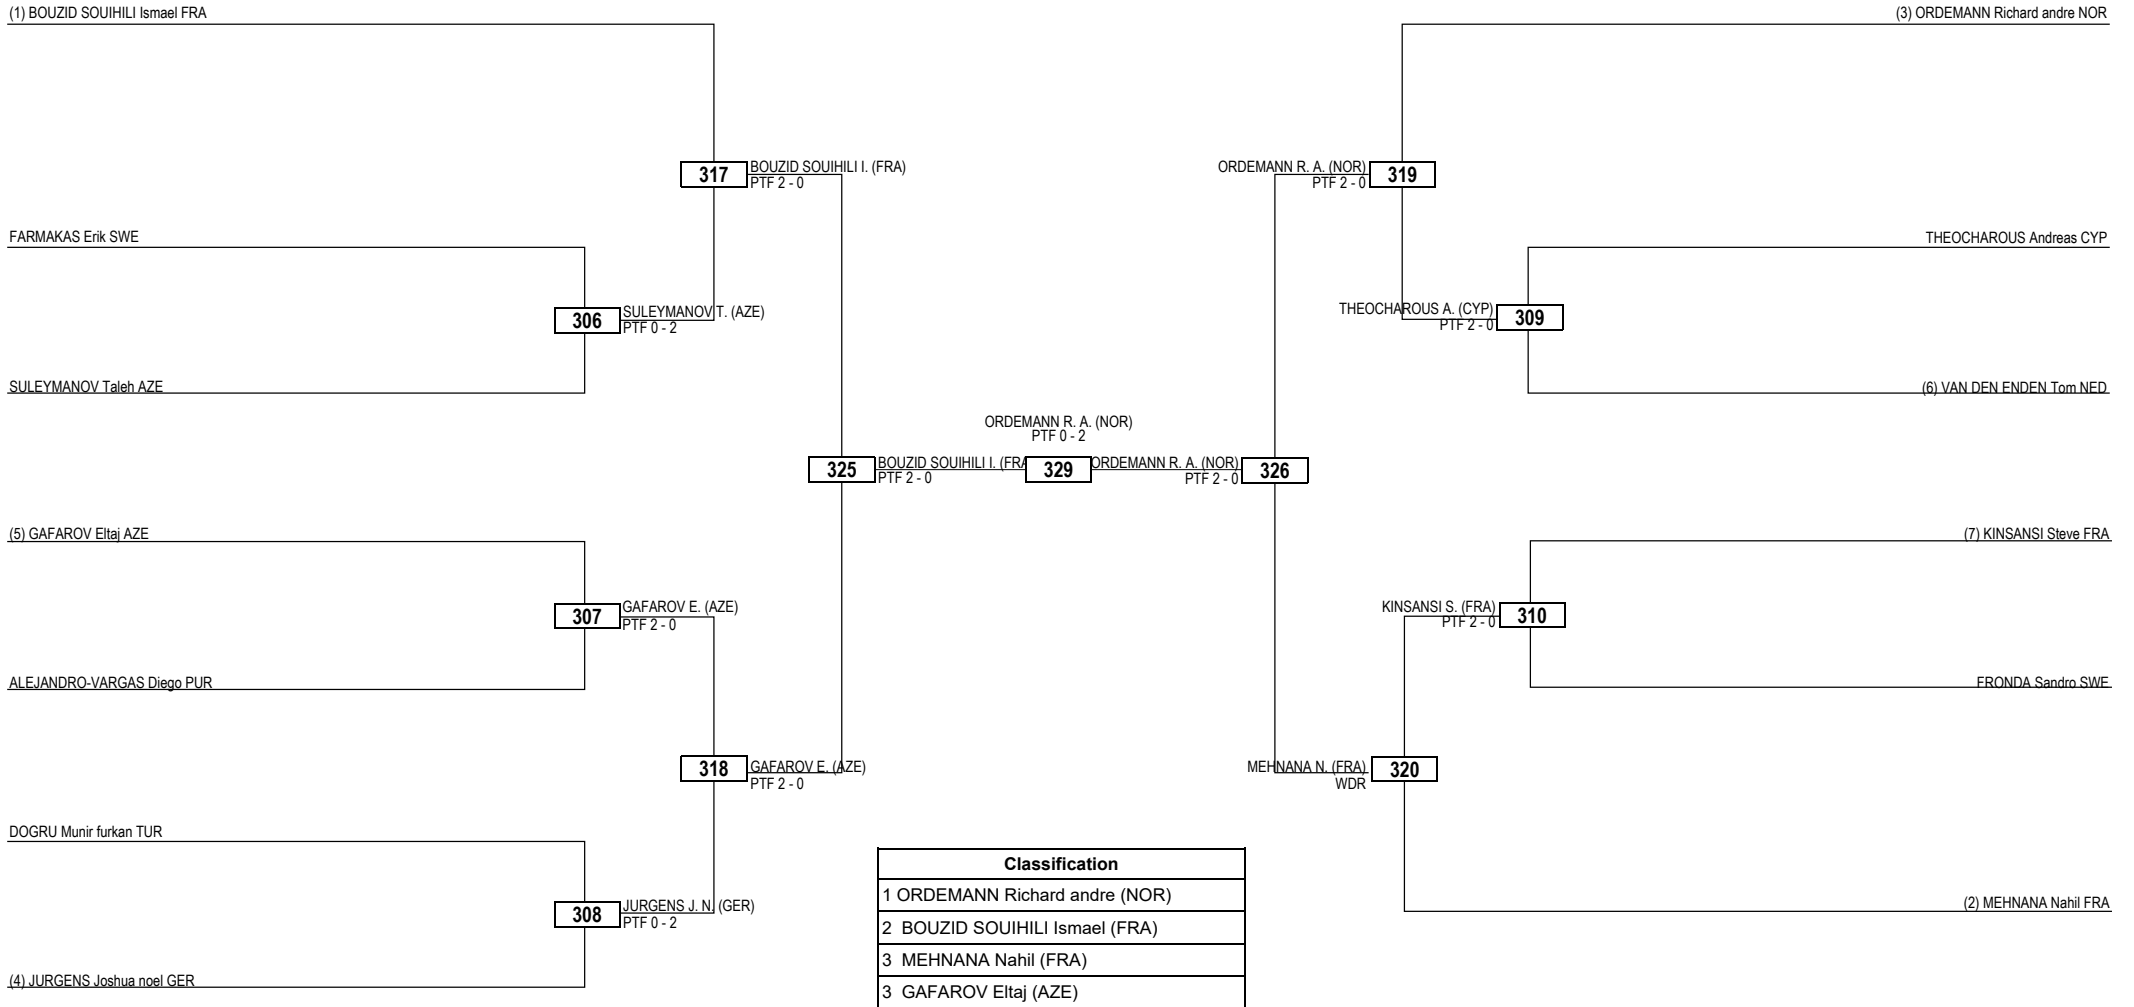 (1) BOUZID SOUIHILI Ismael FRA
(3) ORDEMANN Richard andre NOR
317
BOUZID SOUIHILI I. (FRA)
PTF 2 - 0
ORDEMANN R. A. (NOR)
PTF 2 - 0
319
FARMAKAS Erik SWE
THEOCHAROUS Andreas CYP
306
SULEYMANOV T. (AZE)
PTF 0 - 2
THEOCHAROUS A. (CYP)
PTF 2 - 0
309
SULEYMANOV Taleh AZE
(6) VAN DEN ENDEN Tom NED
ORDEMANN R. A. (NOR)
PTF 0 - 2
325
BOUZID SOUIHILI I. (FRA
PTF 2 - 0
329
ORDEMANN R. A. (NOR)
PTF 2 - 0
326
(5) GAFAROV Eltaj AZE
(7) KINSANSI Steve FRA
307
GAFAROV E. (AZE)
PTF 2 - 0
KINSANSI S. (FRA)
PTF 2 - 0
310
ALEJANDRO-VARGAS Diego PUR
FRONDA Sandro SWE
318
GAFAROV E. (AZE)
PTF 2 - 0
MEHNANA N. (FRA)
WDR
320
DOGRU Munir furkan TUR
308
JURGENS J. N. (GER)
PTF 0 - 2
(2) MEHNANA Nahil FRA
(4) JURGENS Joshua noel GER
Classification
1 ORDEMANN Richard andre (NOR)
2 BOUZID SOUIHILI Ismael (FRA)
3 MEHNANA Nahil (FRA)
3 GAFAROV Eltaj (AZE)